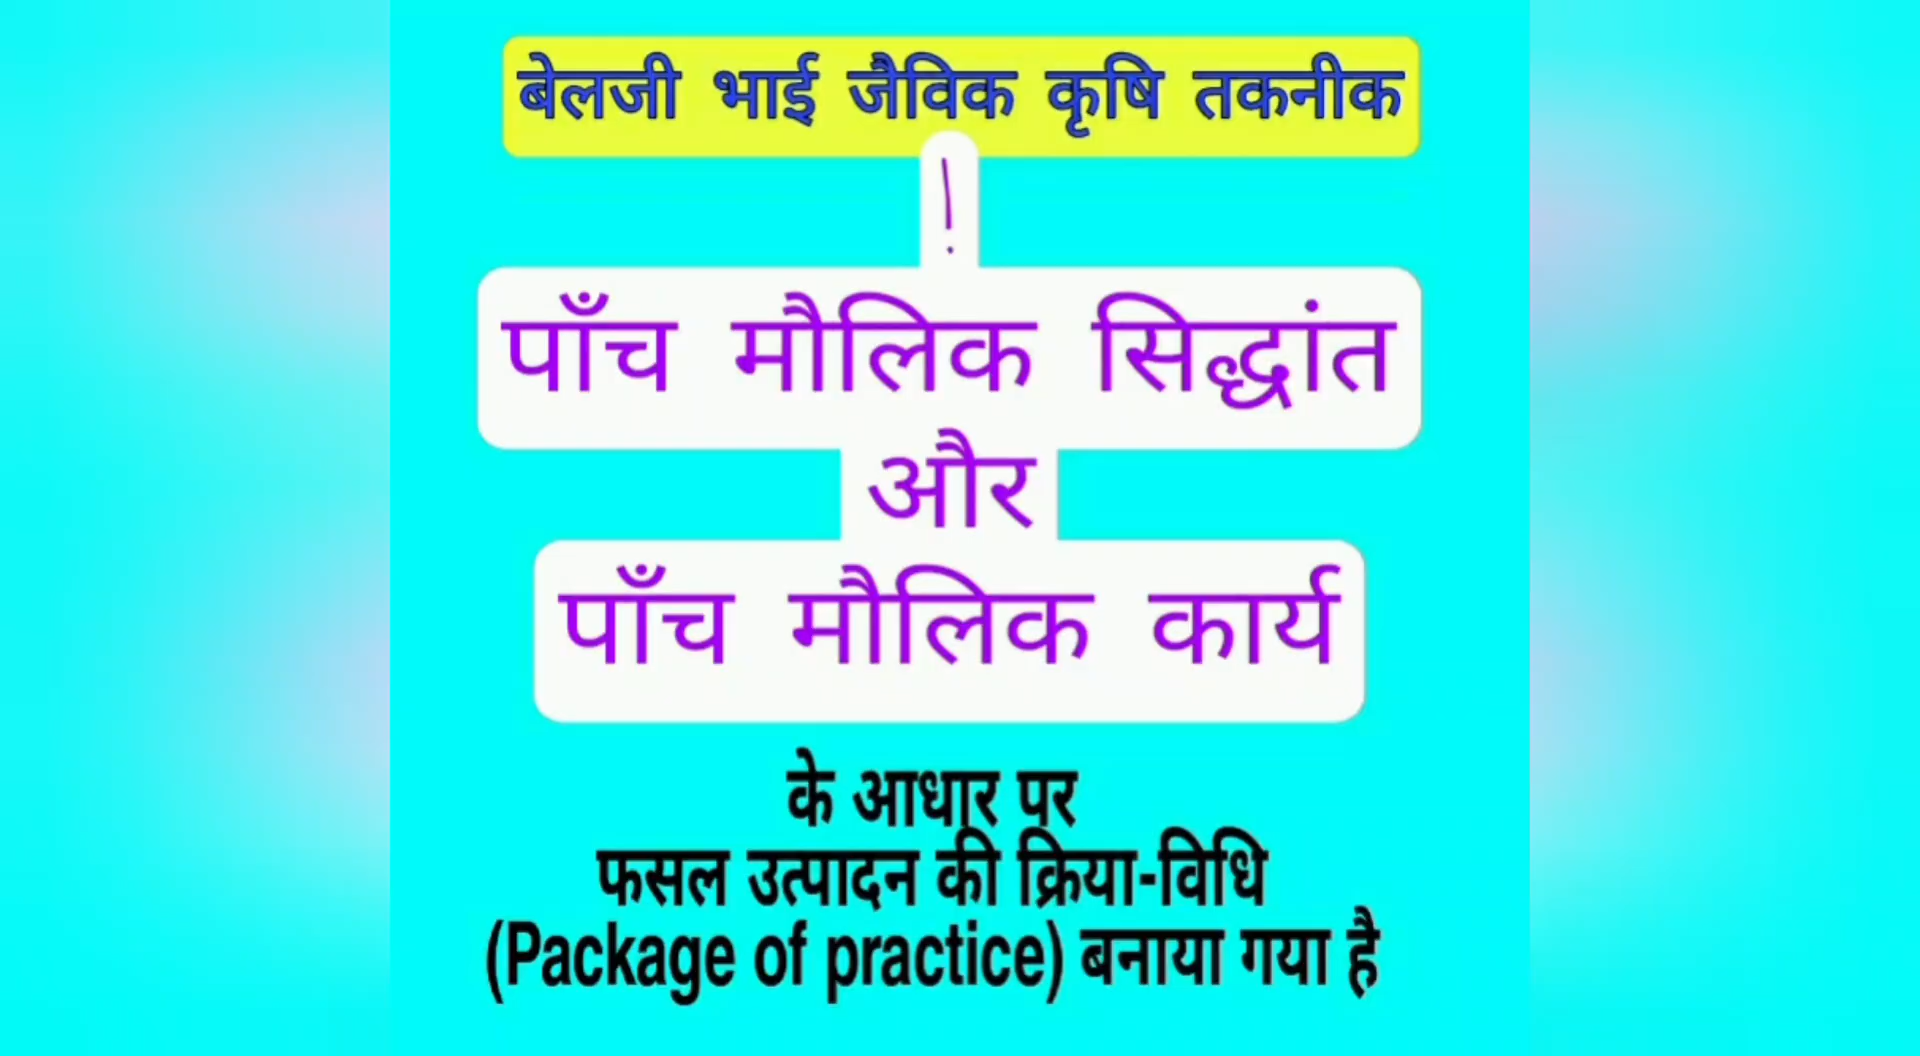 बेलजी भाई जैविक कृषि तकनीक
!
पाँच मौलिक सिद्धांत
और
पाँच मौलिक कार्य
के आधार पर
फसल उत्पादन की क्रिया-विधि
(Package of practice) बनाया गया है